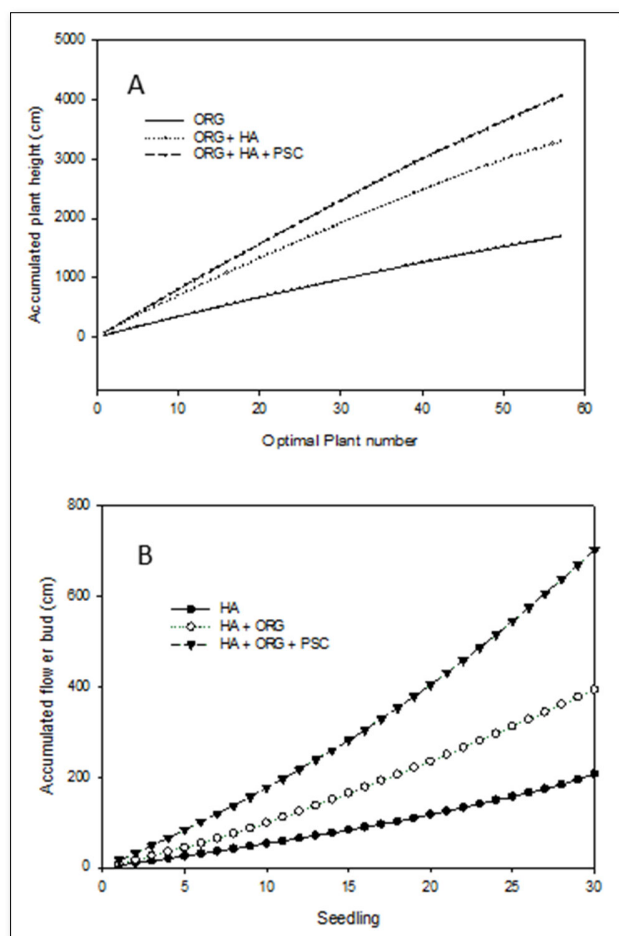 5000
A
4000
ORG
ORG + HA
ORG + HA + PSC
3000
2000
1000
0
Accumulated plant height (cm)
0 10 20 30 40 50 60
Optimal Plant number
800
B
HA
HA + ORG
HA + ORG + PSC
600
400
200
0
Accumulated flow er bud (cm)
0 5 10 15 20 25 30
Seedling